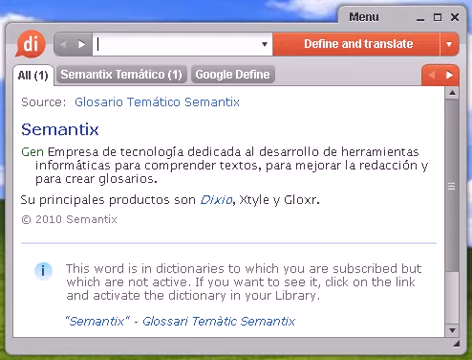 Menu
di
Define and translate
All (1)
Semantix Temático (1)
Google Define
Source: Glosario Temático Semantix
Semantix
Gen Empresa de tecnología dedicada al desarrollo de herramientas
informáticas para comprender textos, para mejorar la redacción y
para crear glosarios.
Su principales productos son Dixio, Xtyle y Gloxr.
© 2010 Semantix
i
This word is in dictionaries to which you are subscribed but
which are not active. If you want to see it, click on the link
and activate the dictionary in your Library.
"Semantix" - Glossari Temàtic Semantix